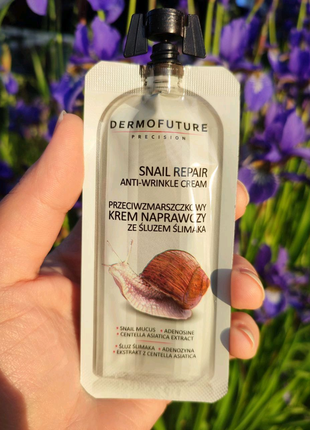 DERMOFUTURE
PRECISION
SNAIL REPAIR
ANTI-WRINKLE CREAM
PRZECIWZMARSZCZKOWY
KREM NAPRAWCZY
ZE ŚLUZEM ŚLIMAKA
+ SNAIL MUCUS + ADENOSINE
+ CENTELLA ASIATICA EXTRACT
+ ŚLUZ ŚLIMAKA + ADENOZYNA
+ EKSTRAKT Z CENTELLA ASIATICA